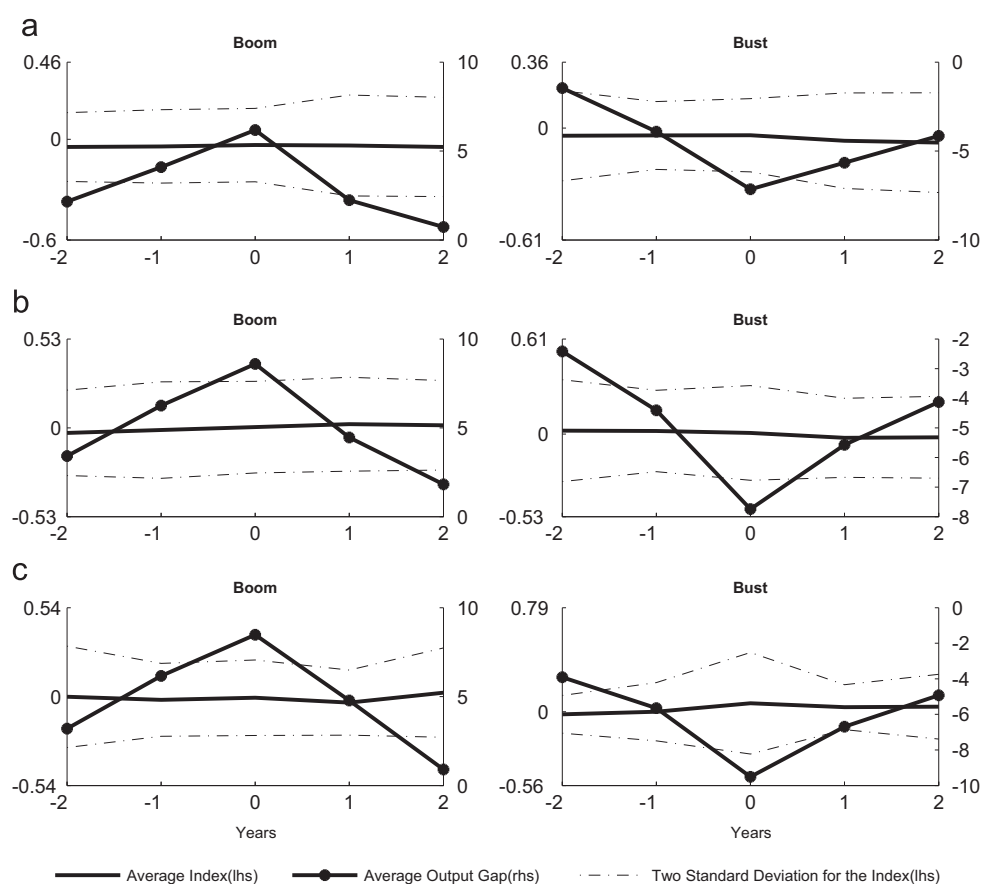 a
Boom
Bust
0.46
10
0.36
0
0
5
0
-5
-0.6
0
-0.61
-10
-2 -1 0 1 2
-2 -1 0 1 2
b
Boom
Bust
0.53
10
0.61
-2
-3
-4
0
5
0
-5
-6
-7
-0.53
0
-0.53
-8
-2 -1 0 1 2
-2 -1 0 1 2
c
Boom
Bust
0.54
10
0.79
0
-2
-4
0
5
0
-6
-8
-0.54
0
-0.56
-10
-2 -1 0 1 2
-2 -1 0 1 2
Years
Years
Average Index(lhs)
Average Output Gap(rhs)
Two Standard Deviation for the Index(lhs)